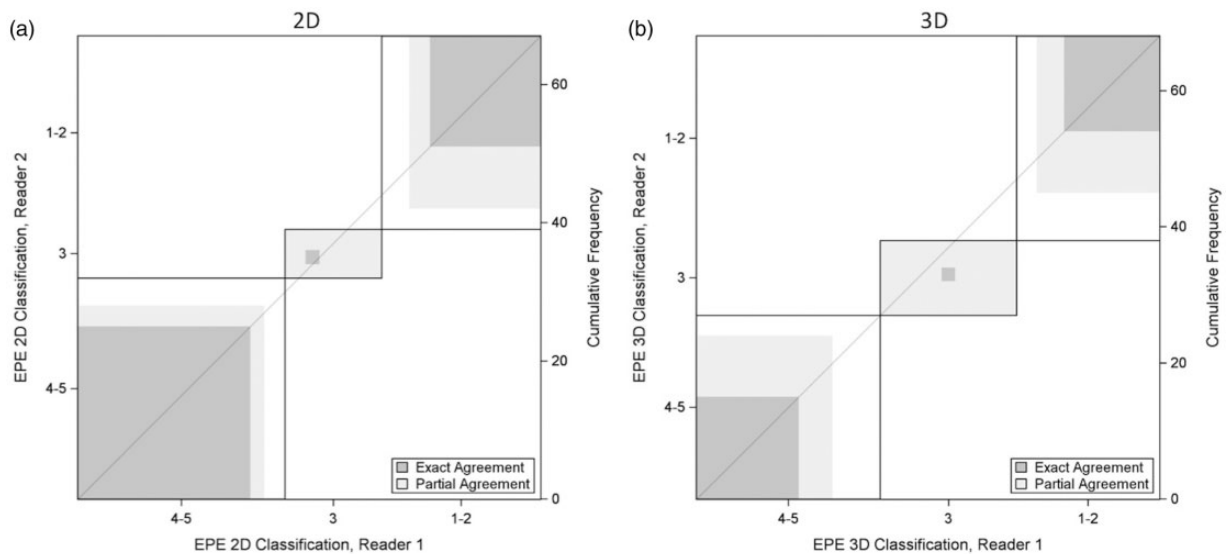 (a)
2D
EPE 2D Classification, Reader 2
1-2
3
4-5
60
40
20
0
Cumulative Frequency
Exact Agreement
Partial Agreement
4-5
3
1-2
EPE 2D Classification, Reader 1
(b)
3D
EPE 3D Classification, Reader 2
1-2
3
4-5
60
40
20
0
Cumulative Frequency
Exact Agreement
Partial Agreement
4-5
3
1-2
EPE 3D Classification, Reader 1